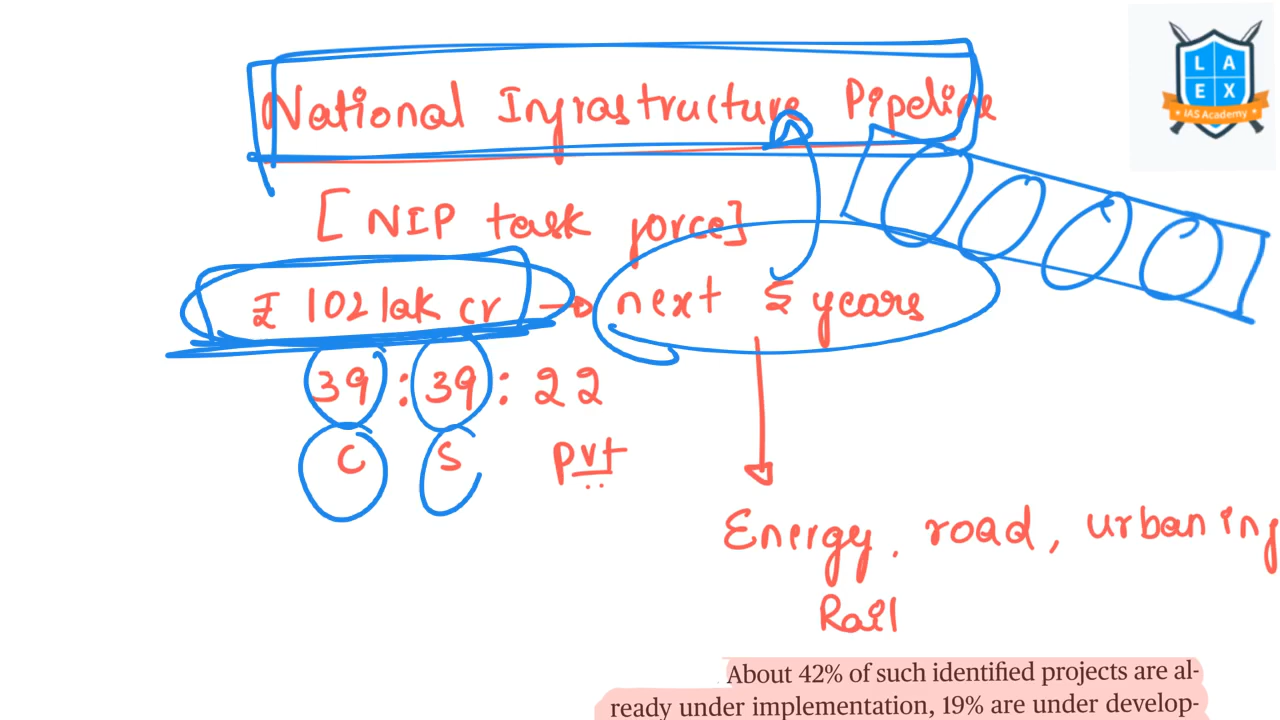 National Infrastructure Pipeline
L A
E X
IAS Academy
[ NIP task force]
₹ 102 lak cr → next 5 years
39 : 39 : 22
C S pvt
Energy, road, urban inf
Rail
About 42% of such identified projects are al-
ready under implementation, 19% are under develop-